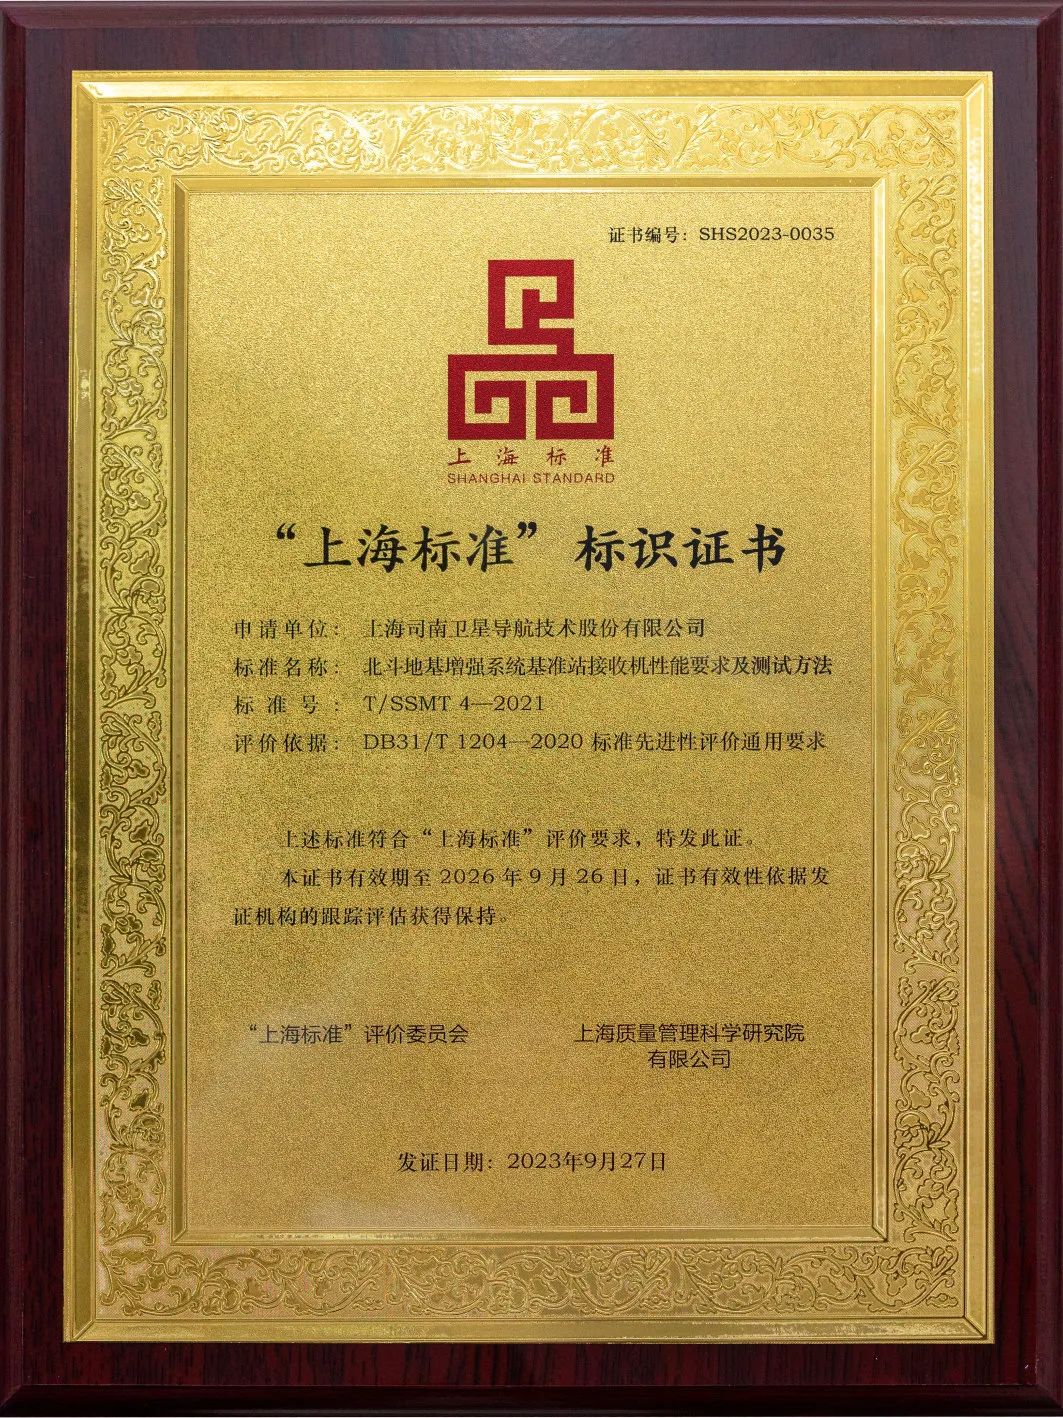 证书编号：SHS2023-0035
上海标准
SHANGHAI STANDARD
“上海标准”标识证书
申请单位：上海司南卫星导航技术股份有限公司
标准名称：北斗地基增强系统基准站接收机性能要求及测试方法
标准号：T/SSMT 4—2021
评价依据：DB31/T 1204—2020 标准先进性评价通用要求
上述标准符合“上海标准”评价要求，特发此证。
本证书有效期至2026年9月26日，证书有效性依据发
证机构的跟踪评估获得保持。
“上海标准”评价委员会
上海质量管理科学研究院
有限公司
发证日期：2023年9月27日